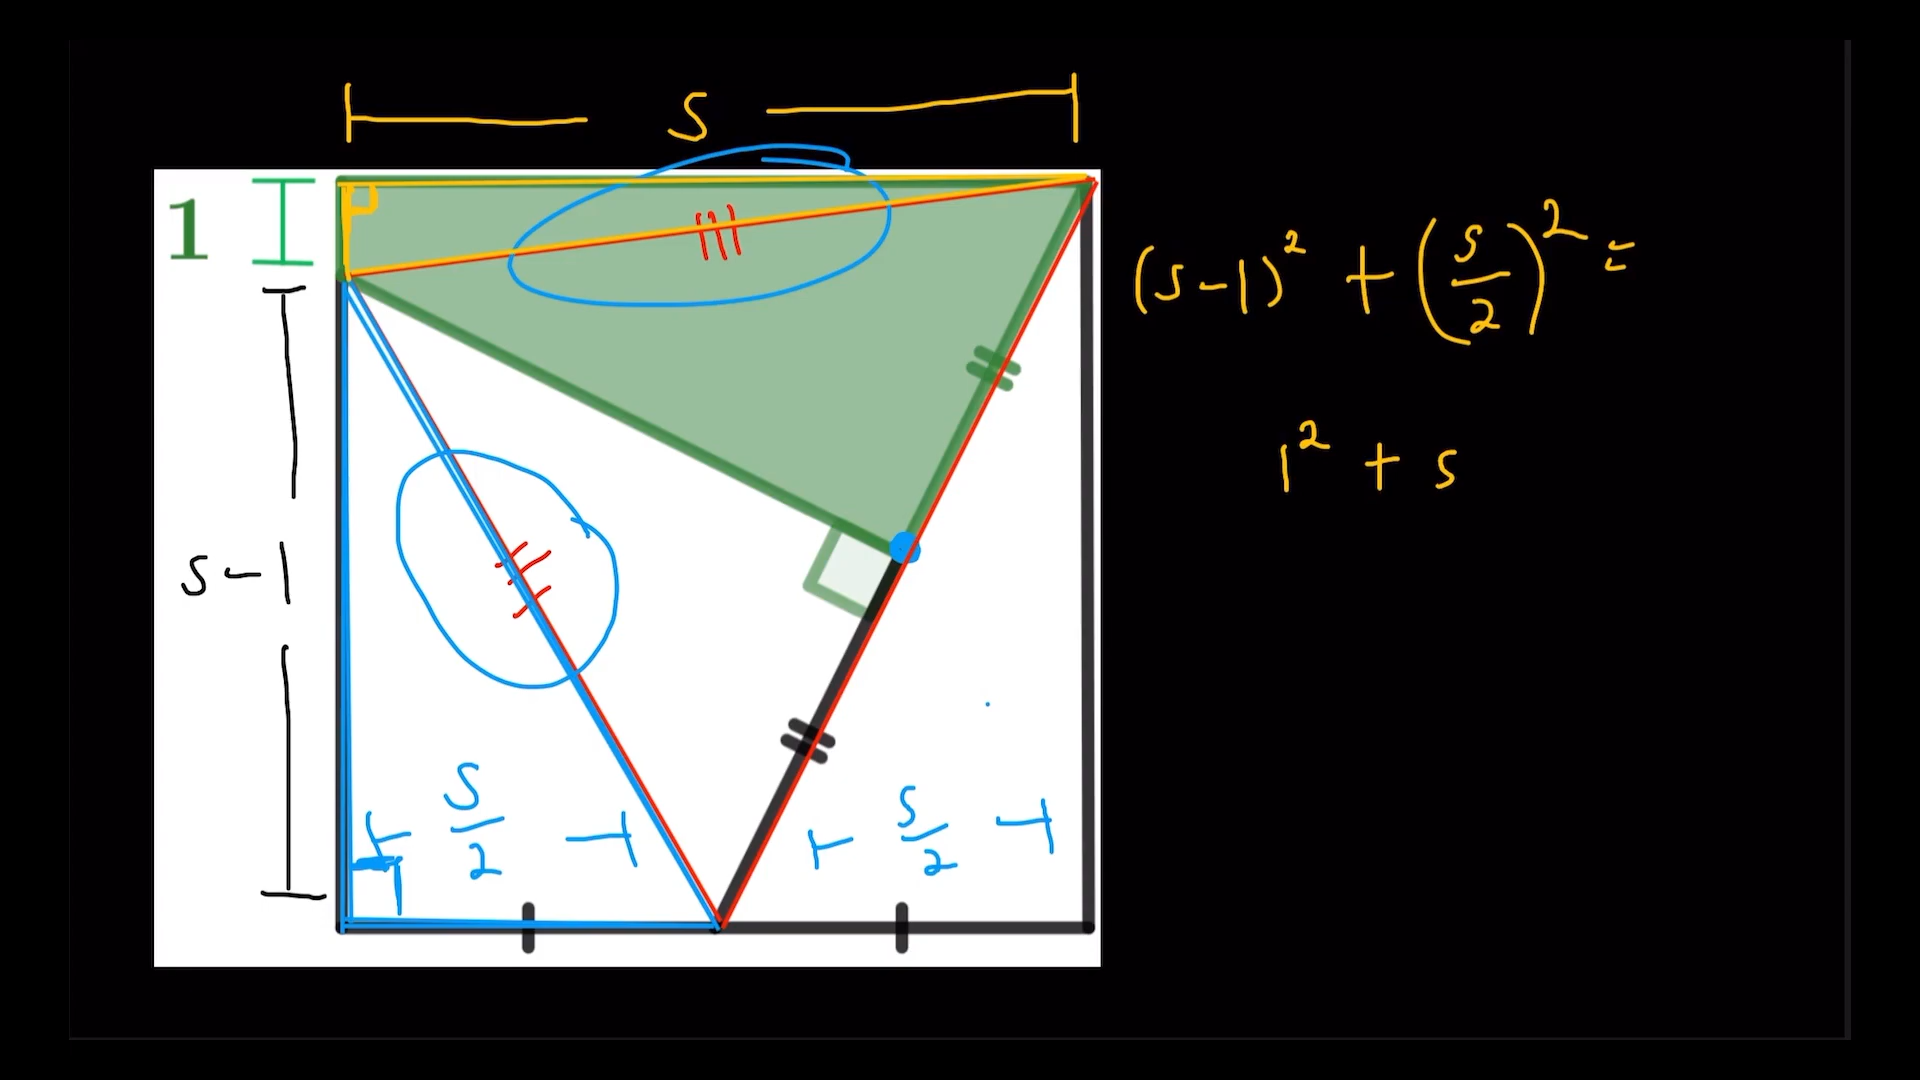 s
1
(s-1)² + (s/2)² =
1² + s
s-1
s/2
s/2